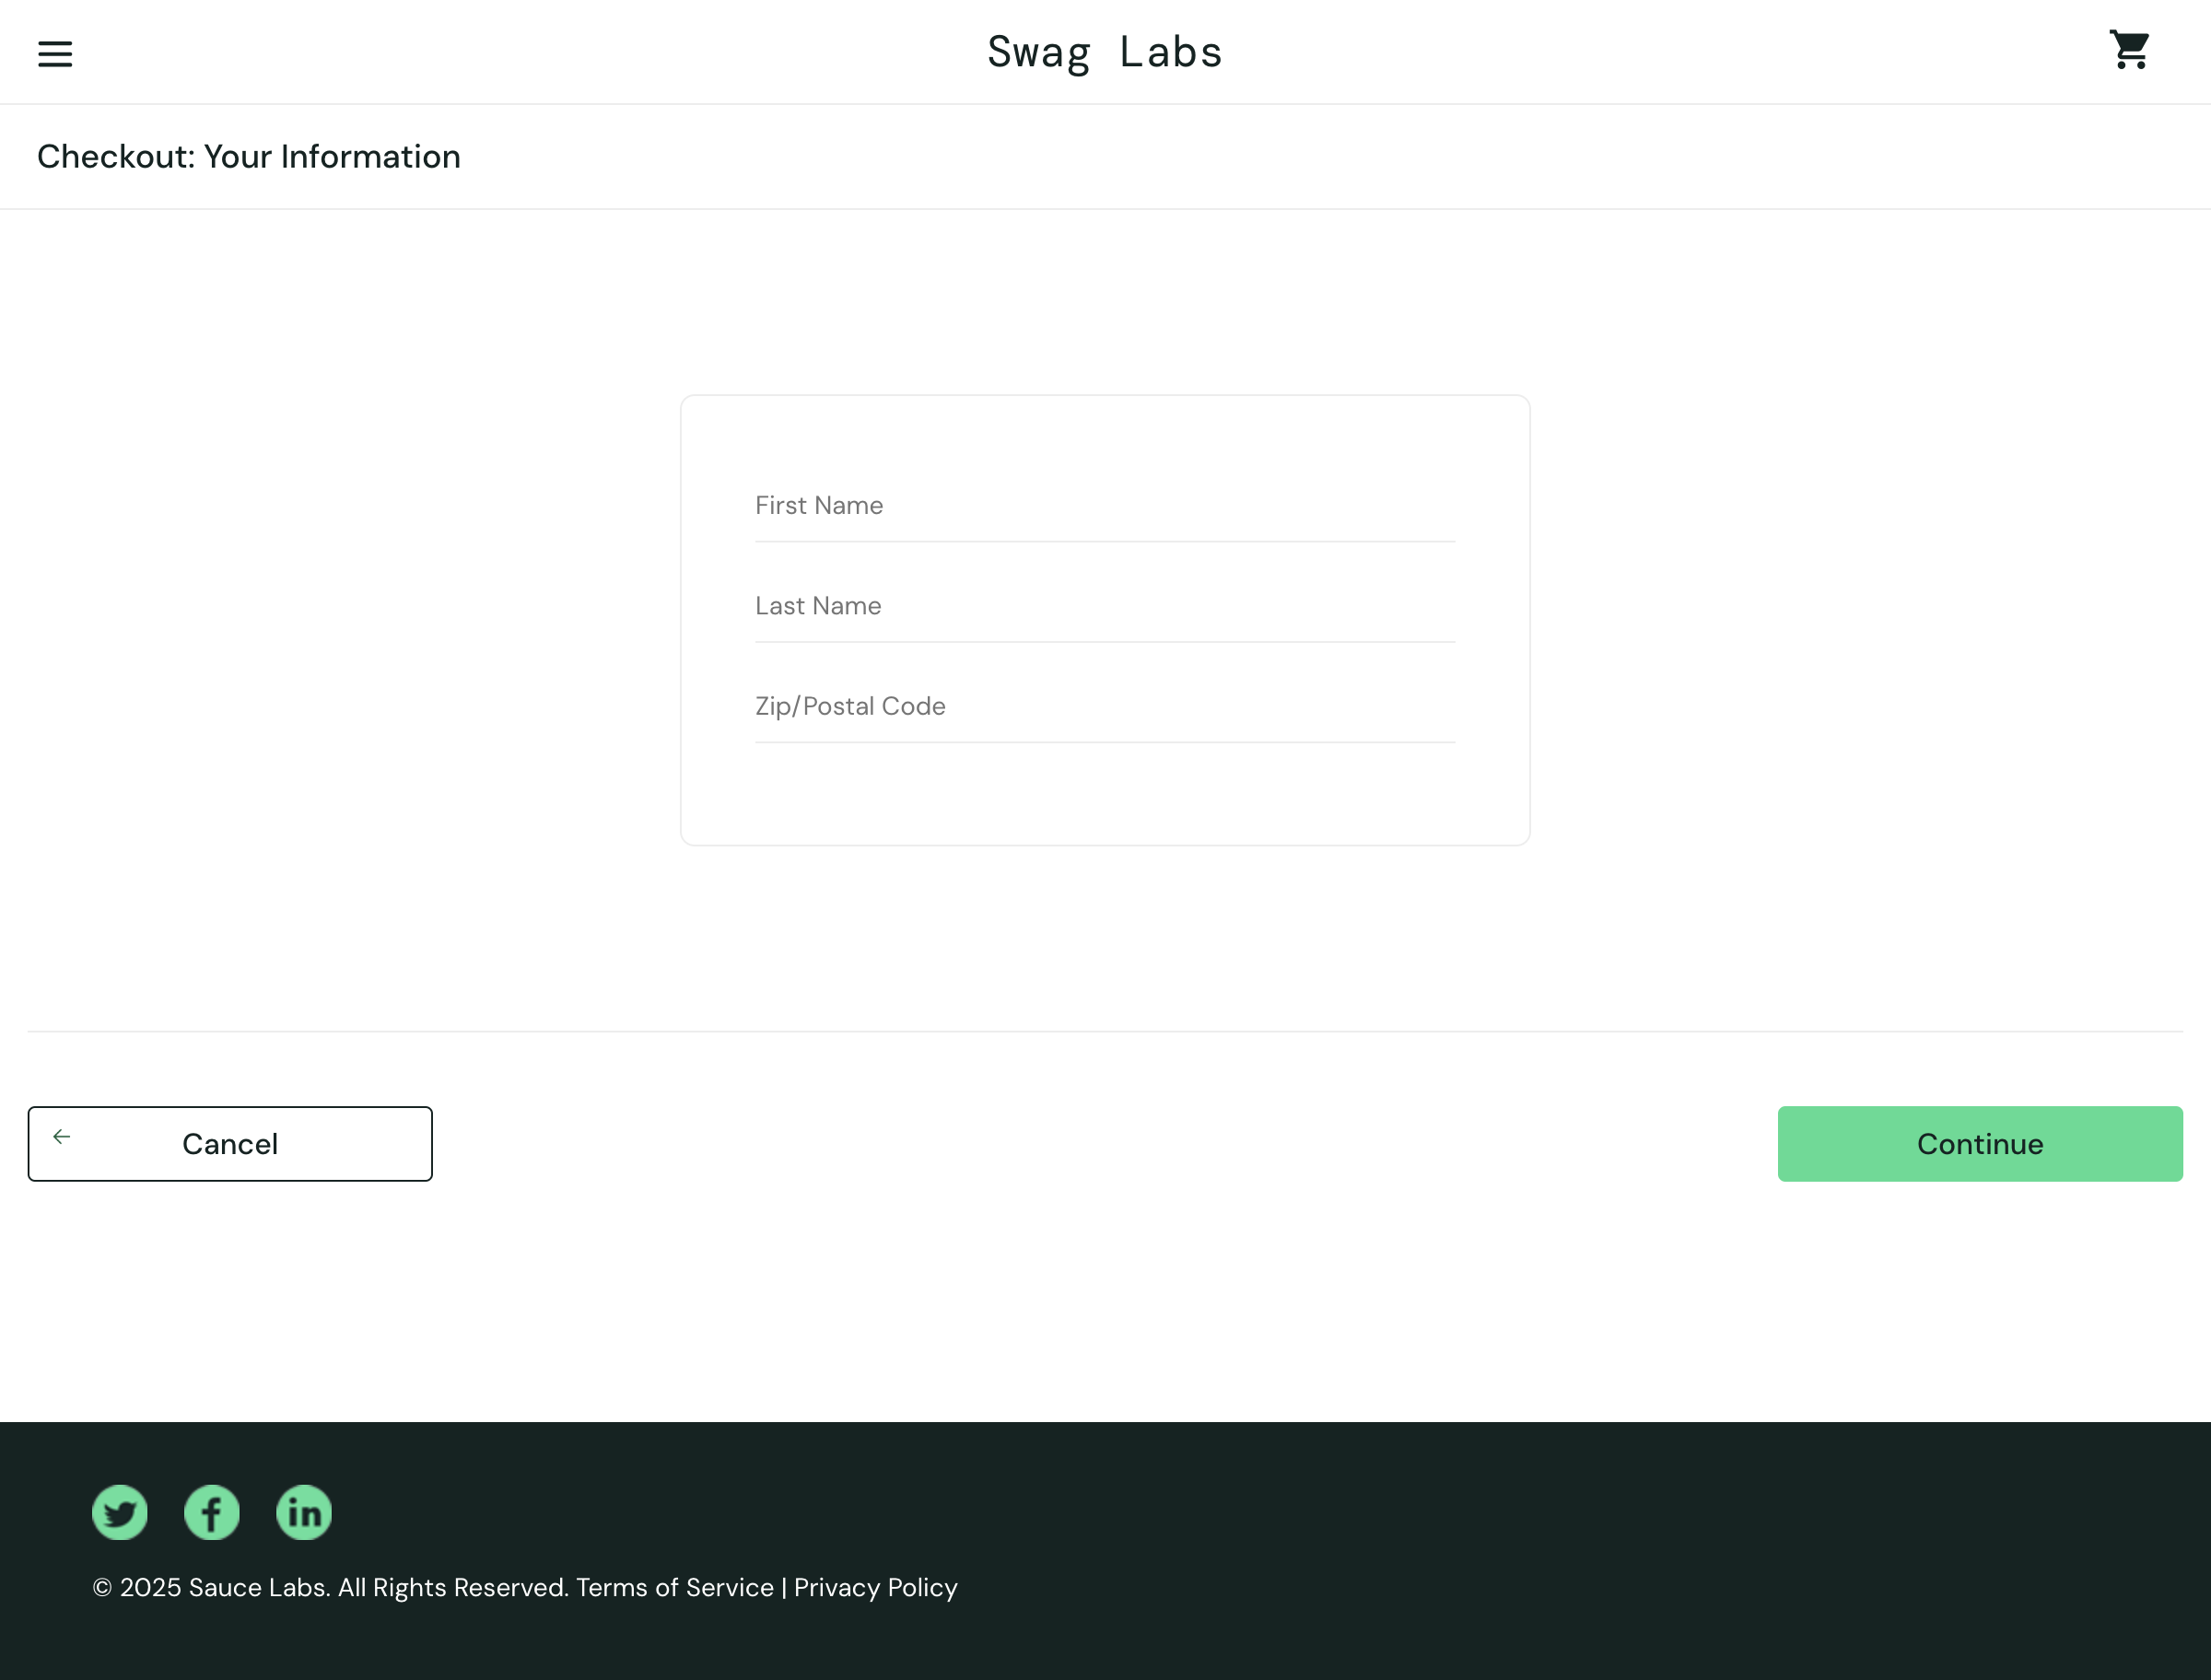 Swag Labs
Checkout: Your Information
First Name
Last Name
Zip/Postal Code
Cancel
Continue
© 2025 Sauce Labs. All Rights Reserved. Terms of Service | Privacy Policy